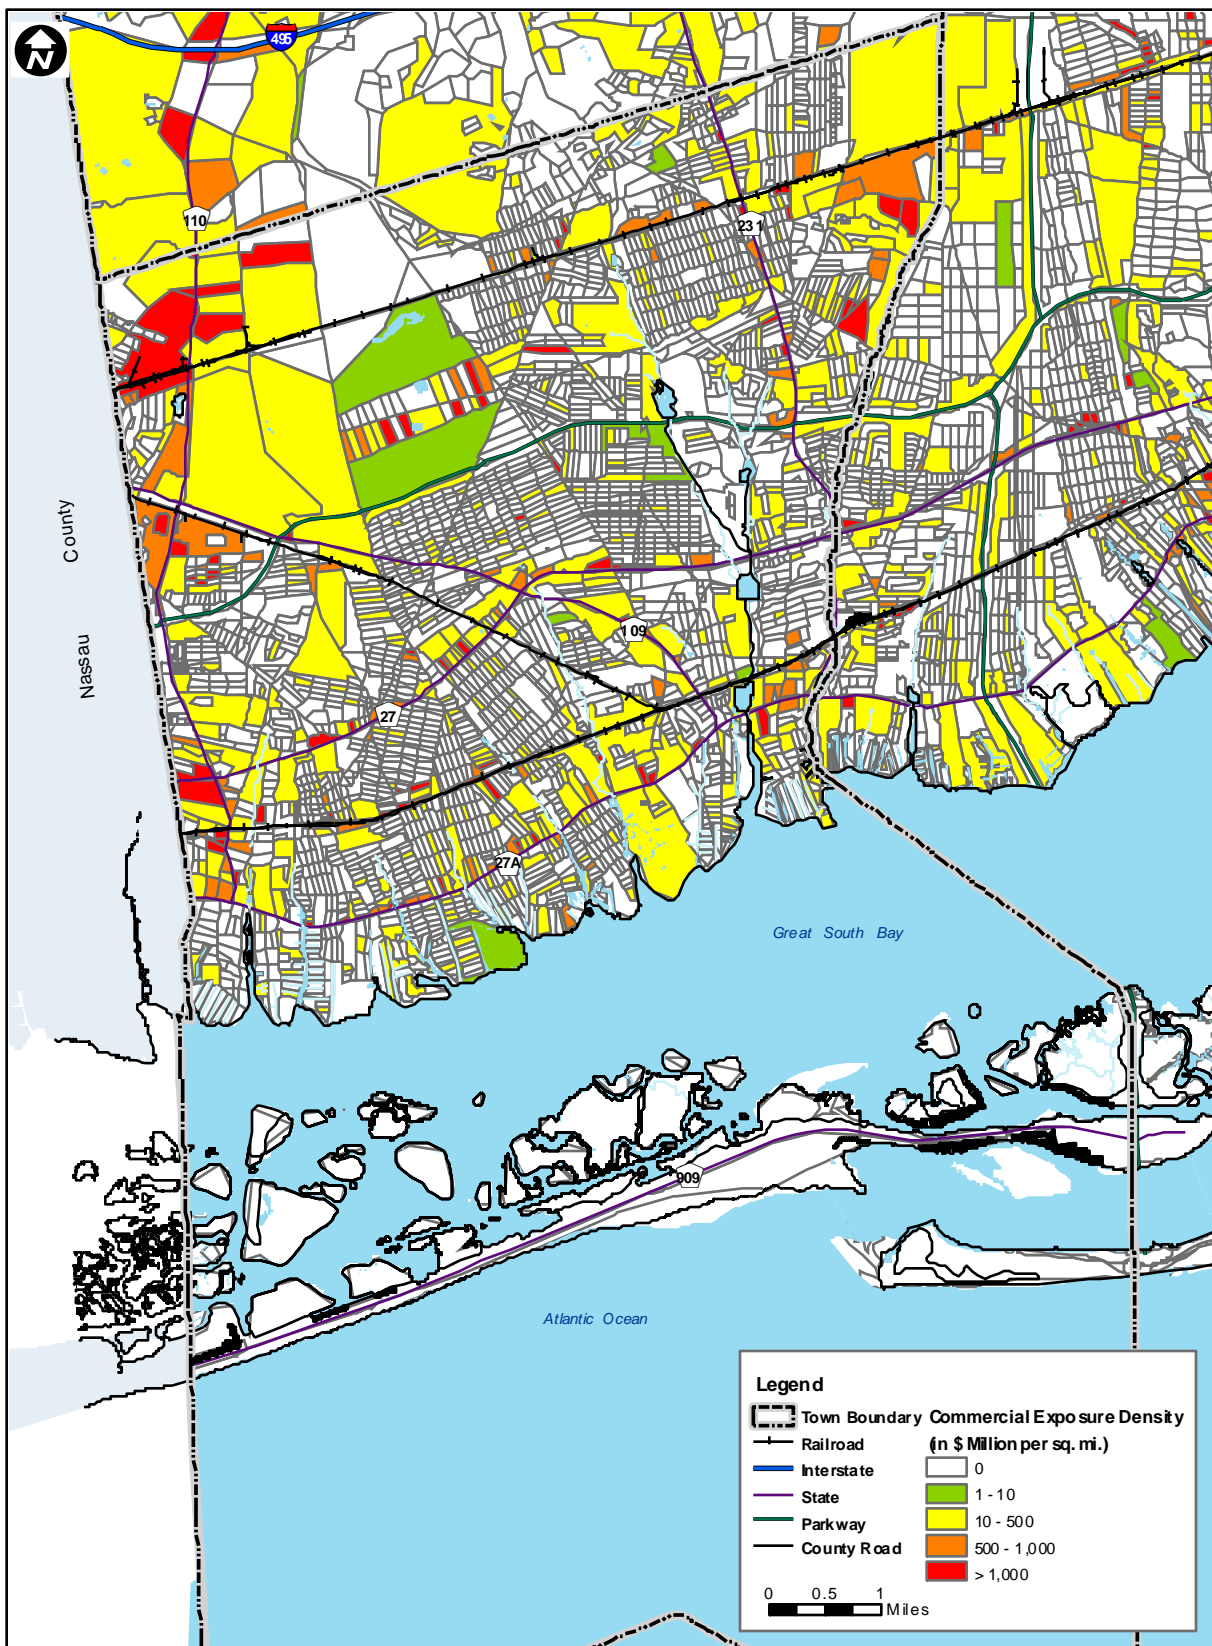 N
495
110
231
County
Nassau
109
27
27A
Great South Bay
909
Atlantic Ocean
Legend
Town Boundary
Railroad
Interstate
State
Parkway
County Road
Commercial Exposure Density
(in $ Million per sq. mi.)
0
1 - 10
10 - 500
500 - 1,000
> 1,000
0 0.5 1
Miles